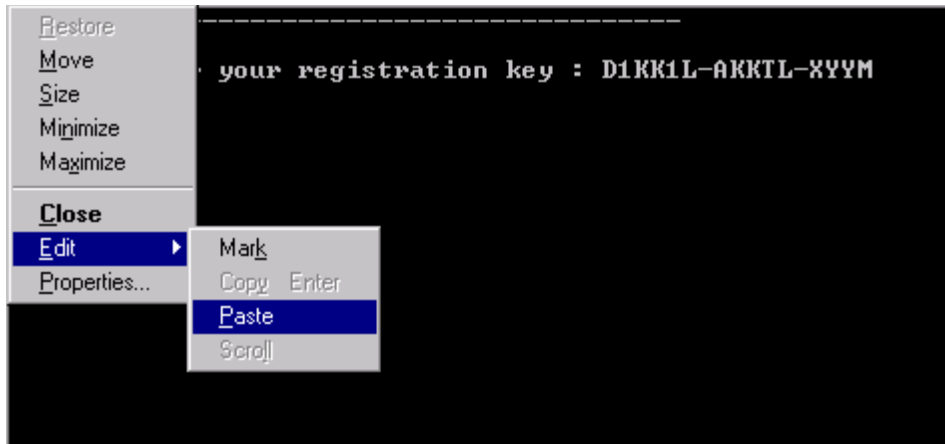 Restore
Move
Size
Minimize
Maximize
Close
Edit
Properties...
Mark
Copy Enter
Paste
Scroll
your registration key : D1KK1L-AKKTL-XYYM